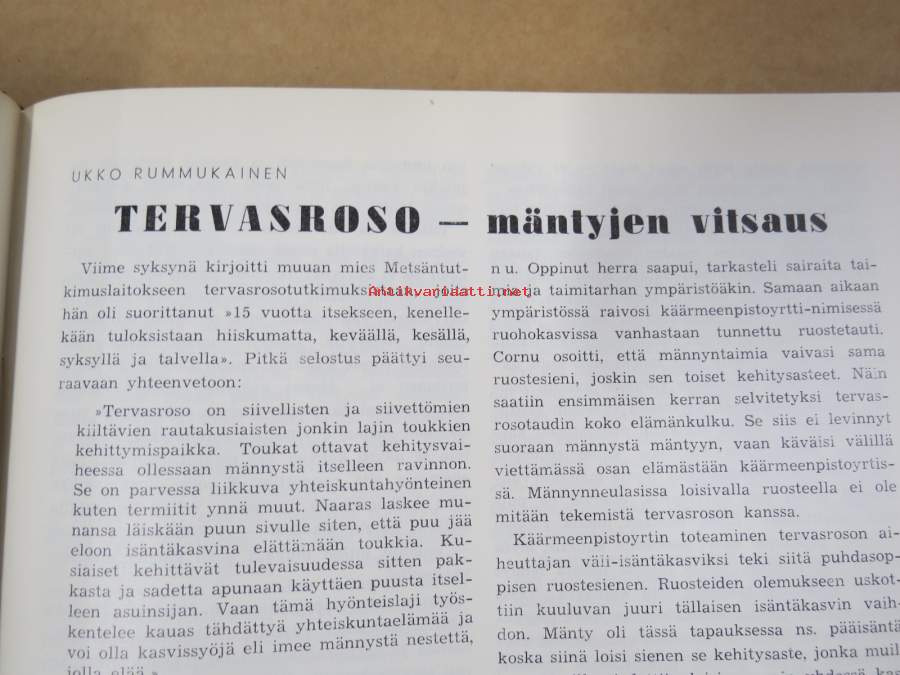 UKKO RUMMUKAINEN
TERVASROSO — mäntyjen vitsaus
Viime syksynä kirjoitti muuan mies Metsäntut-
kimuslaitokseen tervasrosotutkimuksistaan, joita
hän oli suorittanut »15 vuotta itsekseen, kenelle-
kään tuloksistaan hiiskumatta, keväällä, kesällä,
syksyllä ja talvella». Pitkä selostus päättyi seu-
raavaan yhteenvetoon:
»Tervasroso on siivellisten ja siivettömien
kiiltävien rautakusiaisten jonkin lajin toukkien
kehittymispaikka. Toukat ottavat kehitysvai-
heessa ollessaan männystä itselleen ravinnon.
Se on parvessa liikkuva yhteiskuntahyönteinen
kuten termiitit ynnä muut. Naaras laskee mu-
nansa läiskään puun sivulle siten, että puu jää
eloon isäntäkasvina elättämään toukkia. Ku-
siaiset kehittävät tulevaisuudessa sitten pak-
kasta ja sadetta apunaan käyttäen puusta itsel-
leen asuinsijan. Vaan tämä hyönteislaji työs-
kentelee kauas tähdättyä yhteiskuntaelämää ja
voi olla kasvissyöjä eli imee männystä nestettä,
jolla elää.»
nu. Oppinut herra saapui, tarkasteli sairaita tai-
mia ja taimitarhan ympäristöäkin. Samaan aikaan
ympäristössä raivosi käärmeenpistoyrtti-nimisessä
ruohokasvissa vanhastaan tunnettu ruostetauti.
Cornu osoitti, että männyntaimia vaivasi sama
ruostesieni, joskin sen toiset kehitysasteet. Näin
saatiin ensimmäisen kerran selvitetyksi tervas-
rosotaudin koko elämänkulku. Se siis ei levinnyt
suoraan männystä mäntyyn, vaan käväisi välillä
viettämässä osan elämästään käärmeenpistoyrtis-
sä. Männynneulasissa loisivalla ruosteella ei ole
mitään tekemistä tervasroson kanssa.
Käärmeenpistoyrtin toteaminen tervasroson ai-
heuttajan väli-isäntäkasviksi teki siitä puhdasop-
pisen ruostesienen. Ruosteiden olemukseen uskot-
tiin kuuluvan juuri tällaisen isäntäkasvin vaih-
don. Mänty oli tässä tapauksessa ns. pääisäntä
koska siinä loisi sienen se kehitysaste, jonka muil
Antikvariaatti.net